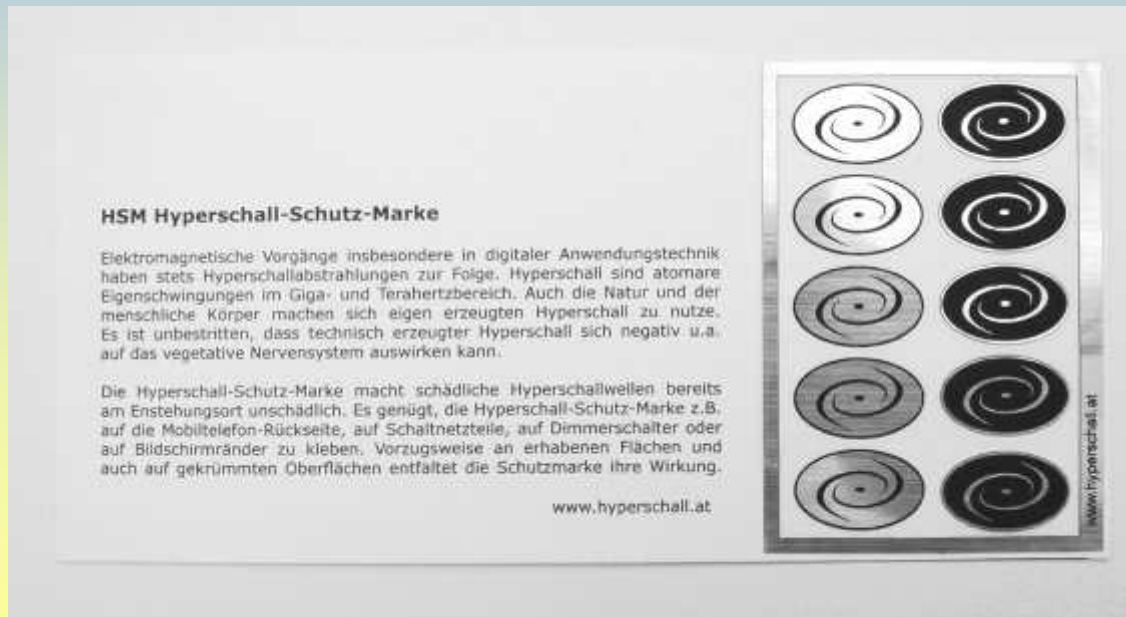 HSM Hyperschall-Schutz-Marke
Elektromagnetische Vorgänge insbesondere in digitaler Anwendungstechnik
haben stets Hyperschallabstrahlungen zur Folge. Hyperschall sind atomare
Eigenschwingungen im Giga- und Terahertzbereich. Auch die Natur und der
menschliche Körper machen sich eigen erzeugten Hyperschall zu nutze.
Es ist unbestritten, dass technisch erzeugter Hyperschall sich negativ u.a.
auf das vegetative Nervensystem auswirken kann.
Die Hyperschall-Schutz-Marke macht schädliche Hyperschallwellen bereits
am Enstehungsort unschädlich. Es genügt, die Hyperschall-Schutz-Marke z.B.
auf die Mobiltelefon-Rückseite, auf Schaltnetzteile, auf Dimmerschalter oder
auf Bildschirmränder zu kleben. Vorzugsweise an erhabenen Flächen und
auch auf gekrümmten Oberflächen entfaltet die Schutzmarke ihre Wirkung.
www.hyperschall.at
www.hyperschall.at